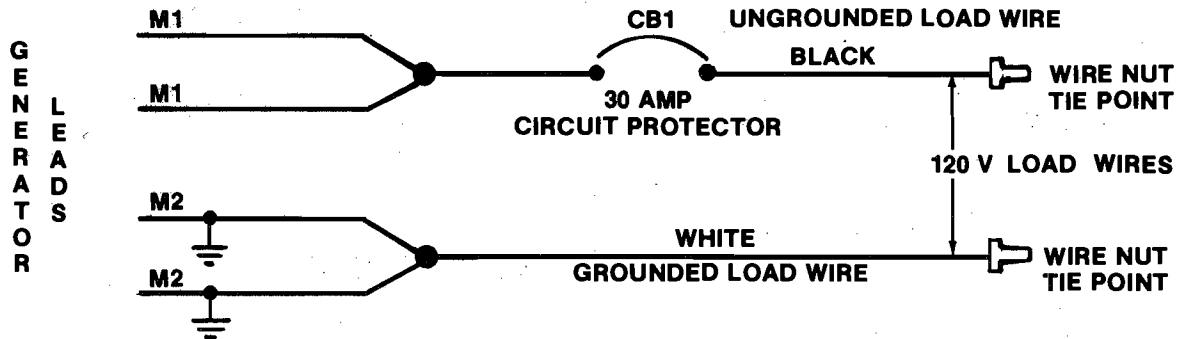 GENERATOR
LEADS
M1
M1
CB1
30 AMP
CIRCUIT PROTECTOR
UNGROUNDED LOAD WIRE
BLACK
WIRE NUT
TIE POINT
120 V LOAD WIRES
M2
M2
WHITE
GROUNDED LOAD WIRE
WIRE NUT
TIE POINT